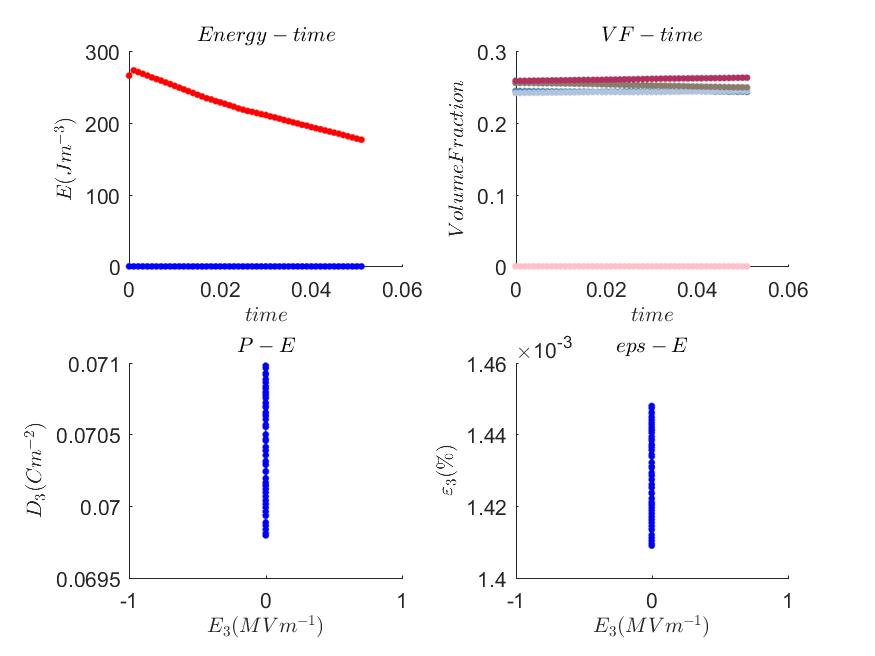 Energy − time
300
200
100
0
E(Jm⁻³)
0
0.02
0.04
0.06
time
VF − time
0.3
0.2
0.1
0
VolumeFraction
0
0.02
0.04
0.06
time
P − E
0.071
0.0705
0.07
0.0695
D₃(Cm⁻²)
-1
0
1
E₃(MVm⁻¹)
×10⁻³
eps − E
1.46
1.44
1.42
1.4
ε₃(%)
-1
0
1
E₃(MVm⁻¹)